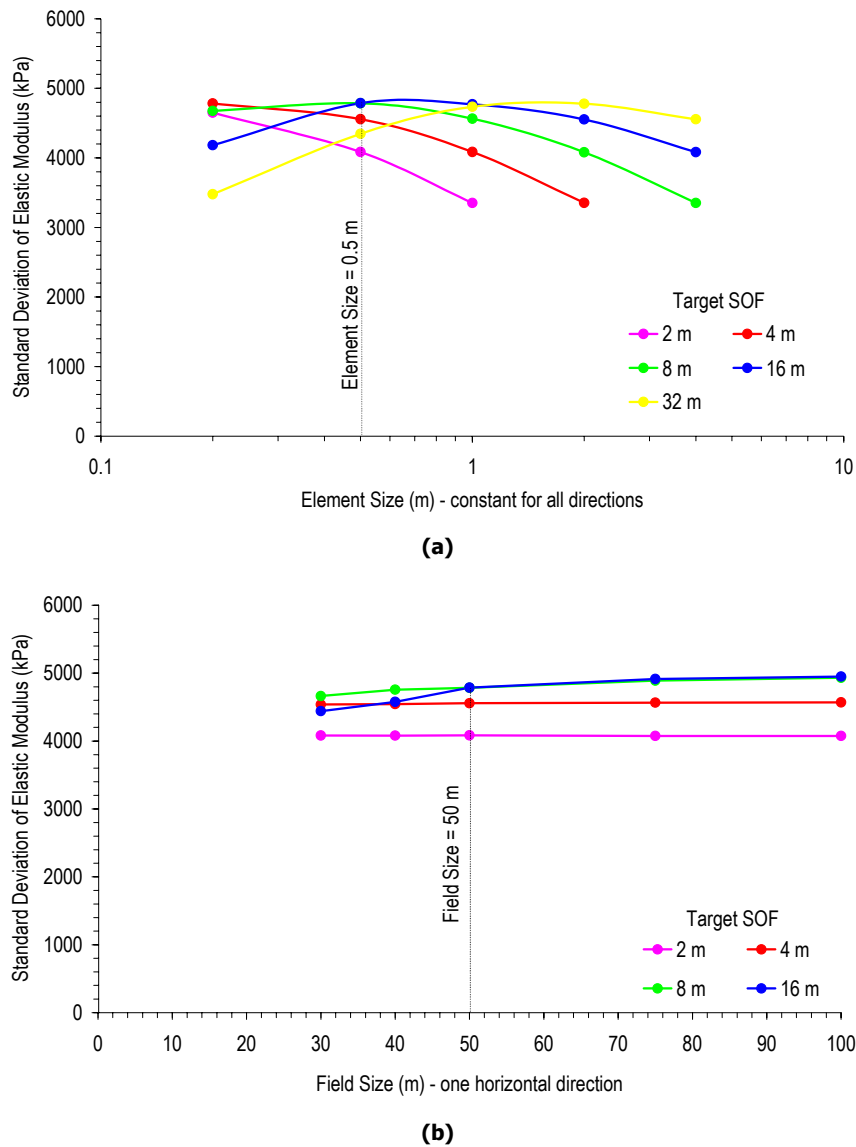 6000
5000
4000
3000
2000
1000
0
Standard Deviation of Elastic Modulus (kPa)
Element Size = 0.5 m
Target SOF
2 m 4 m
8 m 16 m
32 m
0.1 1 10
Element Size (m) - constant for all directions
(a)
6000
5000
4000
3000
2000
1000
0
Standard Deviation of Elastic Modulus (kPa)
Field Size = 50 m
Target SOF
2 m 4 m
8 m 16 m
0 10 20 30 40 50 60 70 80 90 100
Field Size (m) - one horizontal direction
(b)